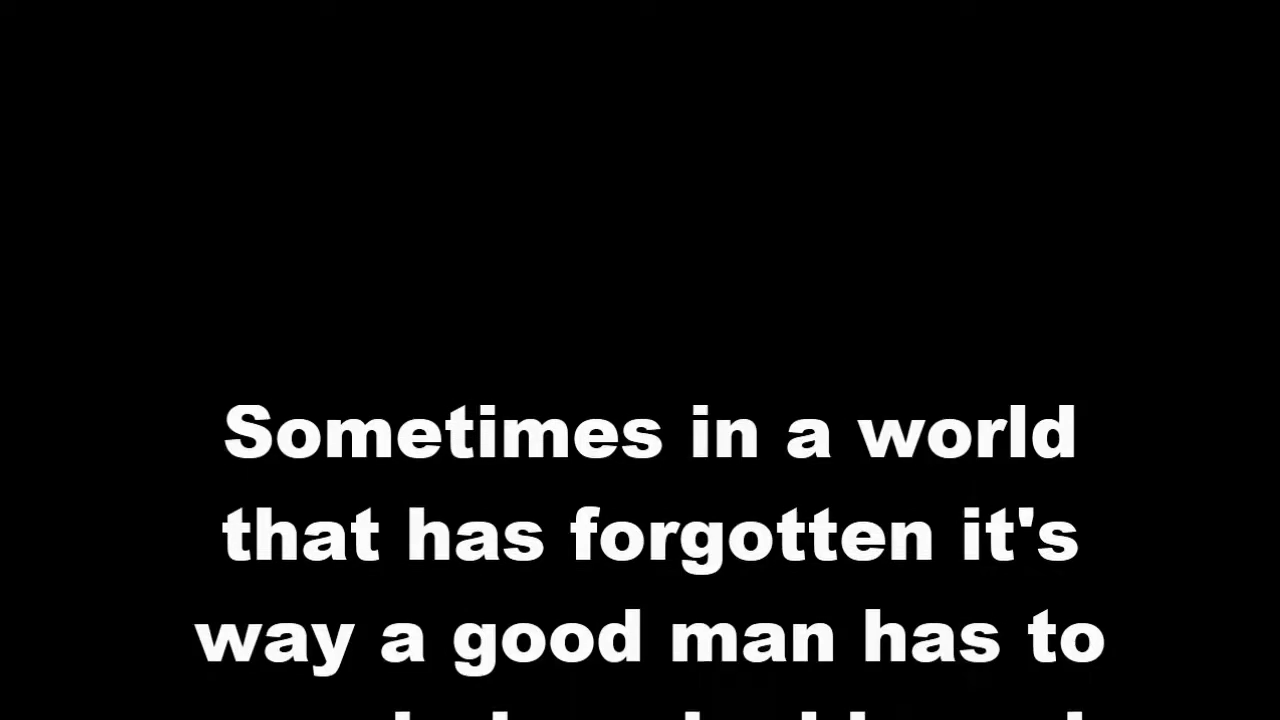 Sometimes in a world
that has forgotten it's
way a good man has to